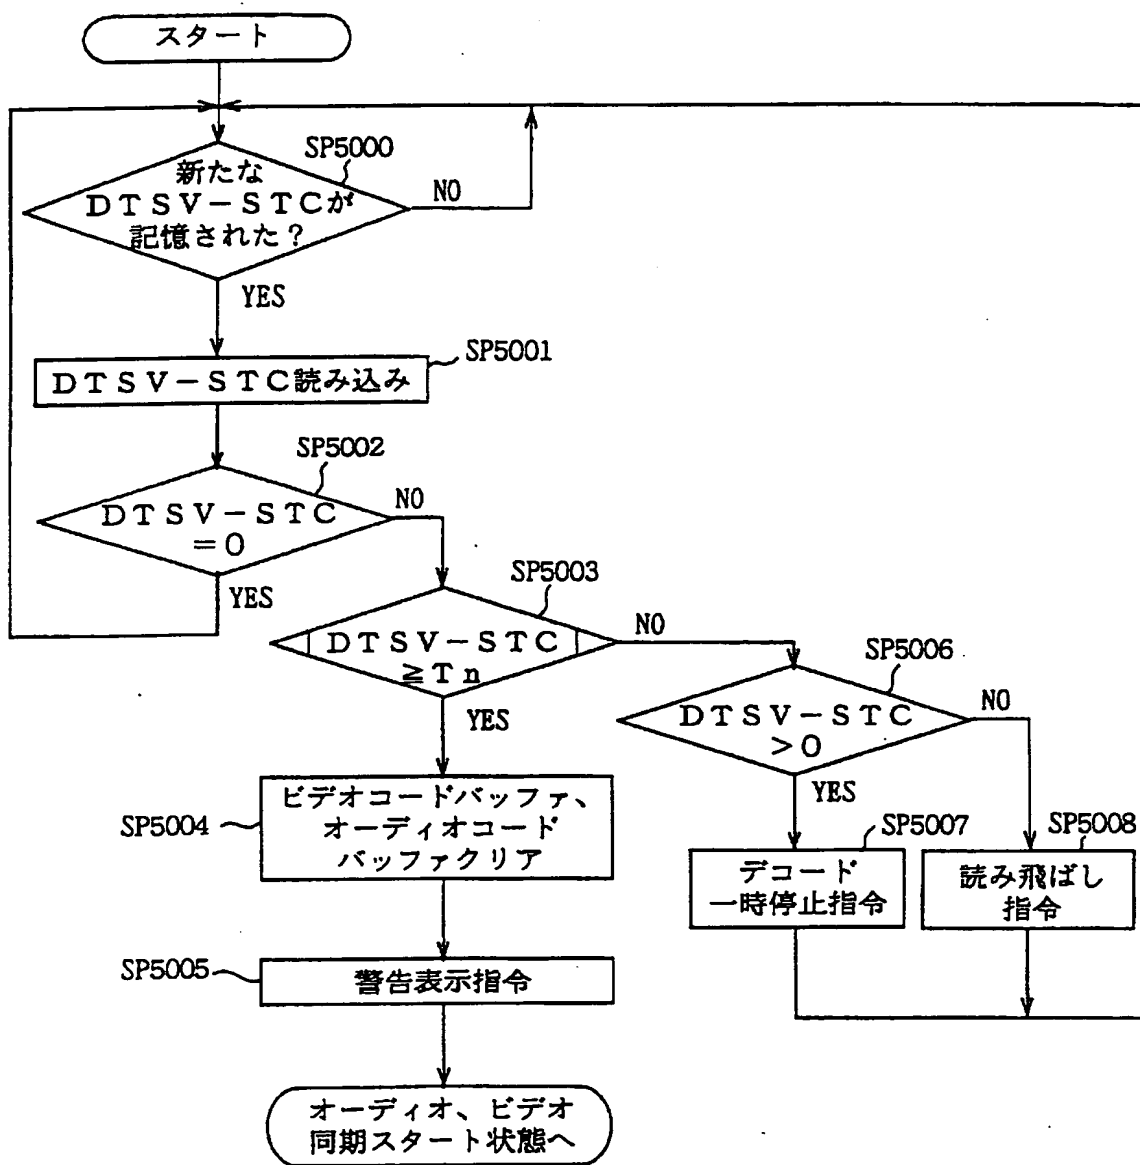 スタート
SP5000
新たな
DTSV-STCが
記憶された?
NO
YES
SP5001
DTSV-STC読み込み
SP5002
DTSV-STC
=0
NO
YES
SP5003
|DTSV-STC|
≧Tn
NO
YES
SP5006
DTSV-STC
>0
NO
YES
SP5004
ビデオコードバッファ、
オーディオコード
バッファクリア
SP5007
デコード
一時停止指令
SP5008
読み飛ばし
指令
SP5005
警告表示指令
オーディオ、ビデオ
同期スタート状態へ